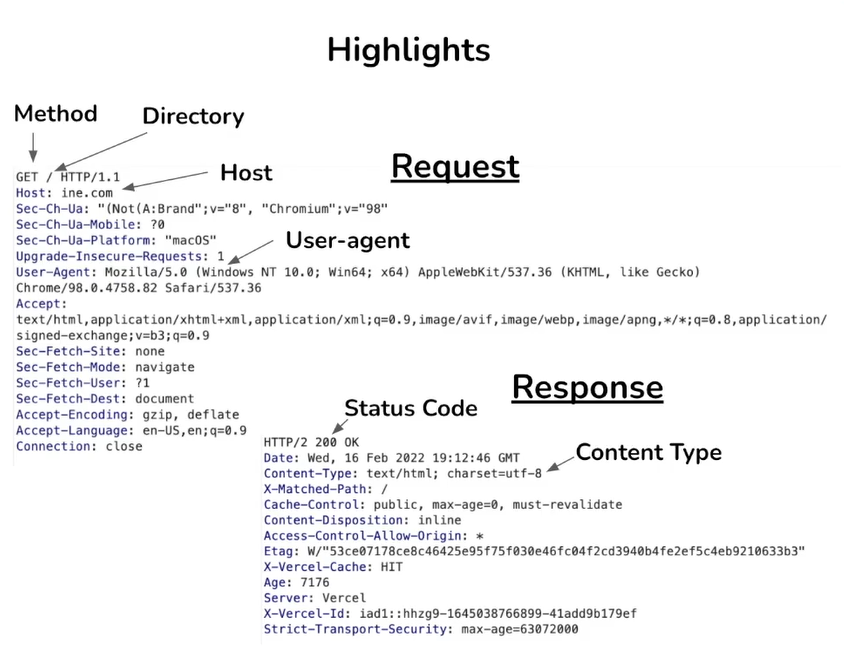 Highlights
Method
Directory
GET / HTTP/1.1
Host
Request
Host: ine.com
Sec-Ch-Ua: "(Not(A:Brand";v="8", "Chromium";v="98"
Sec-Ch-Ua-Mobile: ?0
Sec-Ch-Ua-Platform: "macOS"
User-agent
Upgrade-Insecure-Requests: 1
User-Agent: Mozilla/5.0 (Windows NT 10.0; Win64; x64) AppleWebKit/537.36 (KHTML, like Gecko)
Chrome/98.0.4758.82 Safari/537.36
Accept:
text/html,application/xhtml+xml,application/xml;q=0.9,image/avif,image/webp,image/apng,*/*;q=0.8,application/
signed-exchange;v=b3;q=0.9
Sec-Fetch-Site: none
Sec-Fetch-Mode: navigate
Sec-Fetch-User: ?1
Sec-Fetch-Dest: document
Accept-Encoding: gzip, deflate
Accept-Language: en-US,en;q=0.9
Connection: close
Response
Status Code
HTTP/2 200 OK
Date: Wed, 16 Feb 2022 19:12:46 GMT
Content Type
Content-Type: text/html; charset=utf-8
X-Matched-Path: /
Cache-Control: public, max-age=0, must-revalidate
Content-Disposition: inline
Access-Control-Allow-Origin: *
Etag: W/"53ce07178ce8c46425e95f75f030e46fc04f2cd3940b4fe2ef5c4eb9210633b3"
X-Vercel-Cache: HIT
Age: 7176
Server: Vercel
X-Vercel-Id: iad1::hhzg9-1645038766899-41add9b179ef
Strict-Transport-Security: max-age=63072000